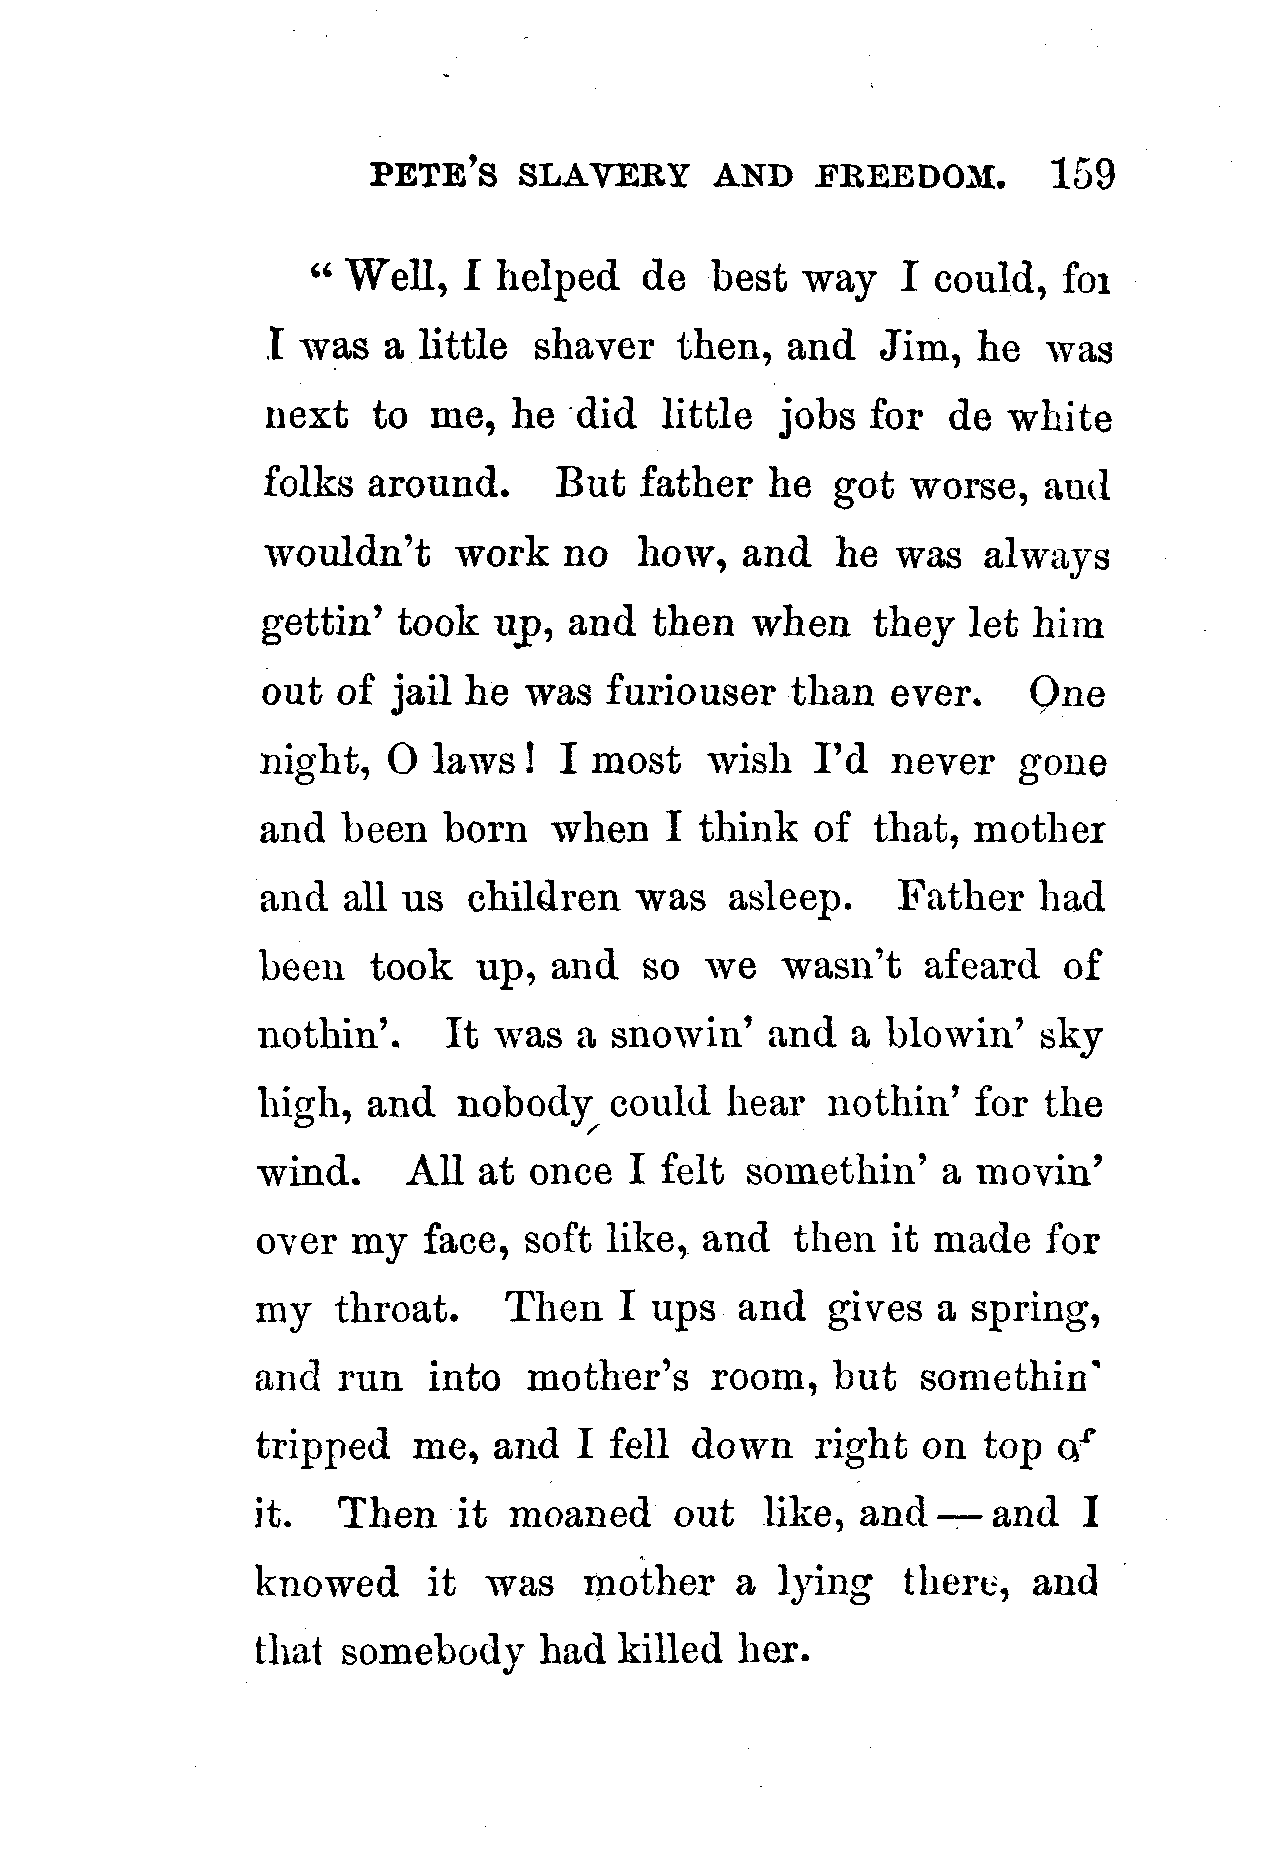 PETE'S SLAVERY AND FREEDOM. 159
“ Well, I helped de best way I could, for
I was a little shaver then, and Jim, he was
next to me, he did little jobs for de white
folks around. But father he got worse, and
wouldn't work no how, and he was always
gettin' took up, and then when they let him
out of jail he was furiouser than ever. One
night, O laws! I most wish I'd never gone
and been born when I think of that, mother
and all us children was asleep. Father had
been took up, and so we wasn't afeard of
nothin'. It was a snowin' and a blowin' sky
high, and nobody could hear nothin' for the
wind. All at once I felt somethin' a movin'
over my face, soft like, and then it made for
my throat. Then I ups and gives a spring,
and run into mother's room, but somethin'
tripped me, and I fell down right on top of
it. Then it moaned out like, and — and I
knowed it was mother a lying there, and
that somebody had killed her.